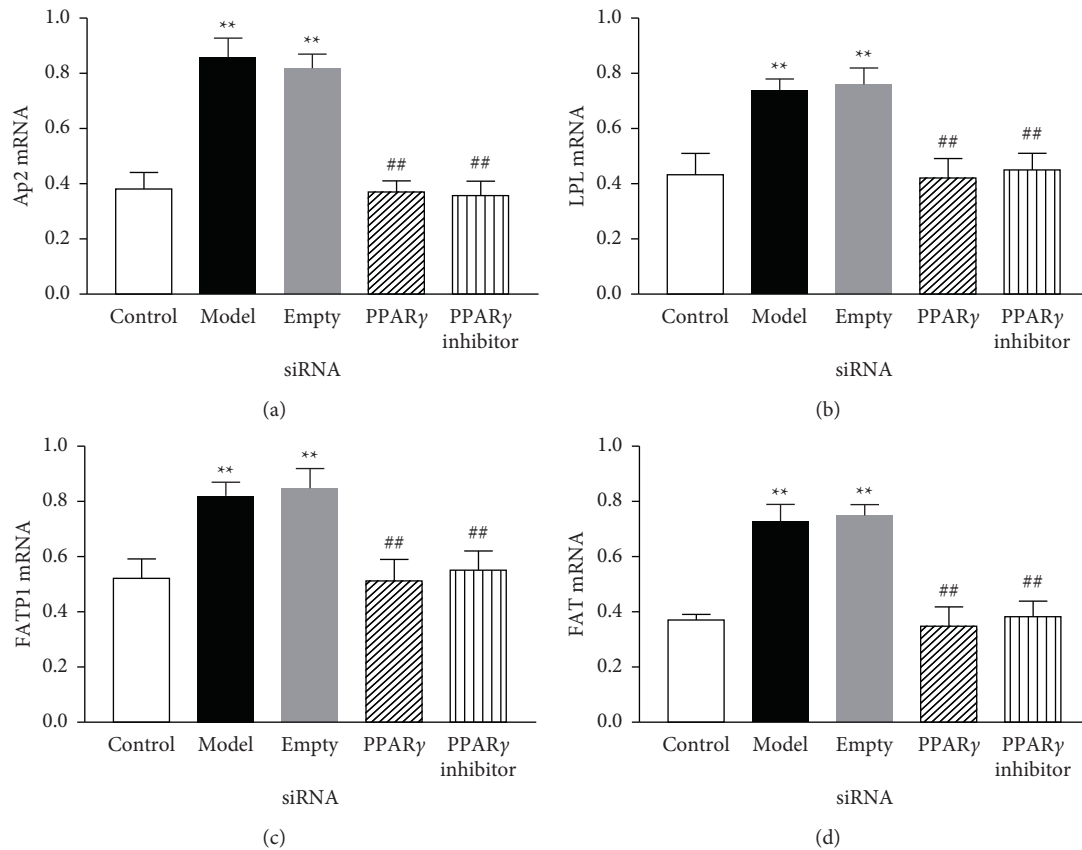 1.0
0.8
0.6
0.4
0.2
0.0
Ap2 mRNA
** ** ## ##
Control Model Empty PPARγ PPARγ
inhibitor
siRNA
(a)
1.0
0.8
0.6
0.4
0.2
0.0
LPL mRNA
** ** ## ##
Control Model Empty PPARγ PPARγ
inhibitor
siRNA
(b)
1.0
0.8
0.6
0.4
0.2
0.0
FATP1 mRNA
** ** ## ##
Control Model Empty PPARγ PPARγ
inhibitor
siRNA
(c)
1.0
0.8
0.6
0.4
0.2
0.0
FAT mRNA
** ** ## ##
Control Model Empty PPARγ PPARγ
inhibitor
siRNA
(d)